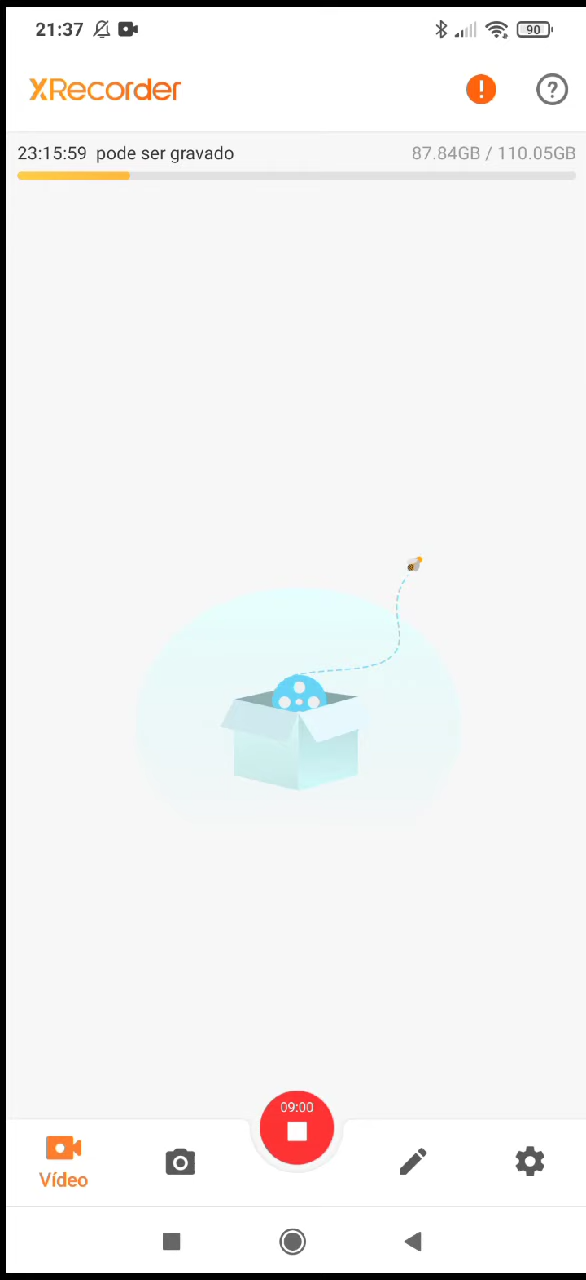 21:37 90
XRecorder
23:15:59 pode ser gravado 87.84GB / 110.05GB
09:00
Vídeo